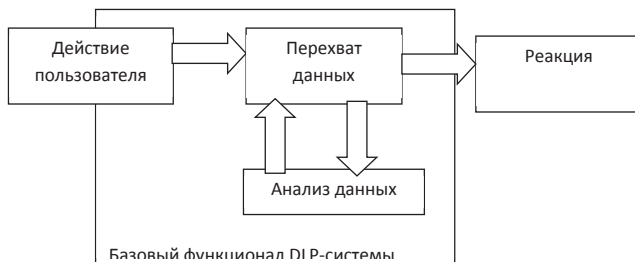 Действие
пользователя
Перехват
данных
Реакция
Анализ данных
Базовый функционал DLP-системы